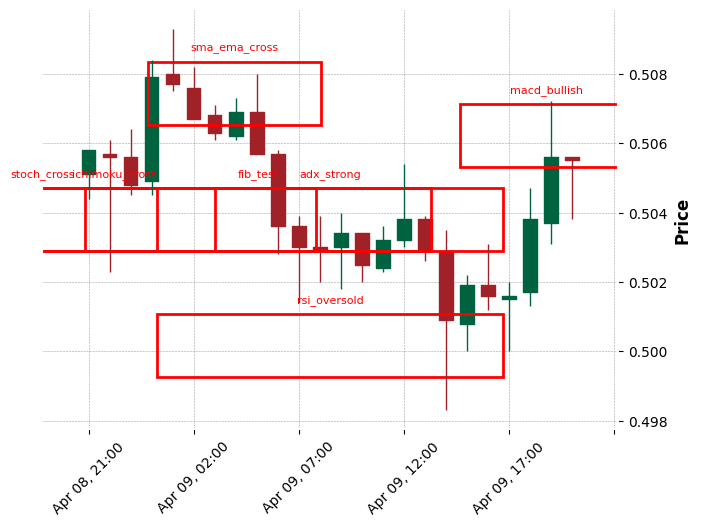 sma_ema_cross
macd_bullish
stoch_cross
fib_test
adx_strong
rsi_oversold
0.508
0.506
0.504
0.502
0.500
0.498
Price
Apr 08, 21:00
Apr 09, 02:00
Apr 09, 07:00
Apr 09, 12:00
Apr 09, 17:00